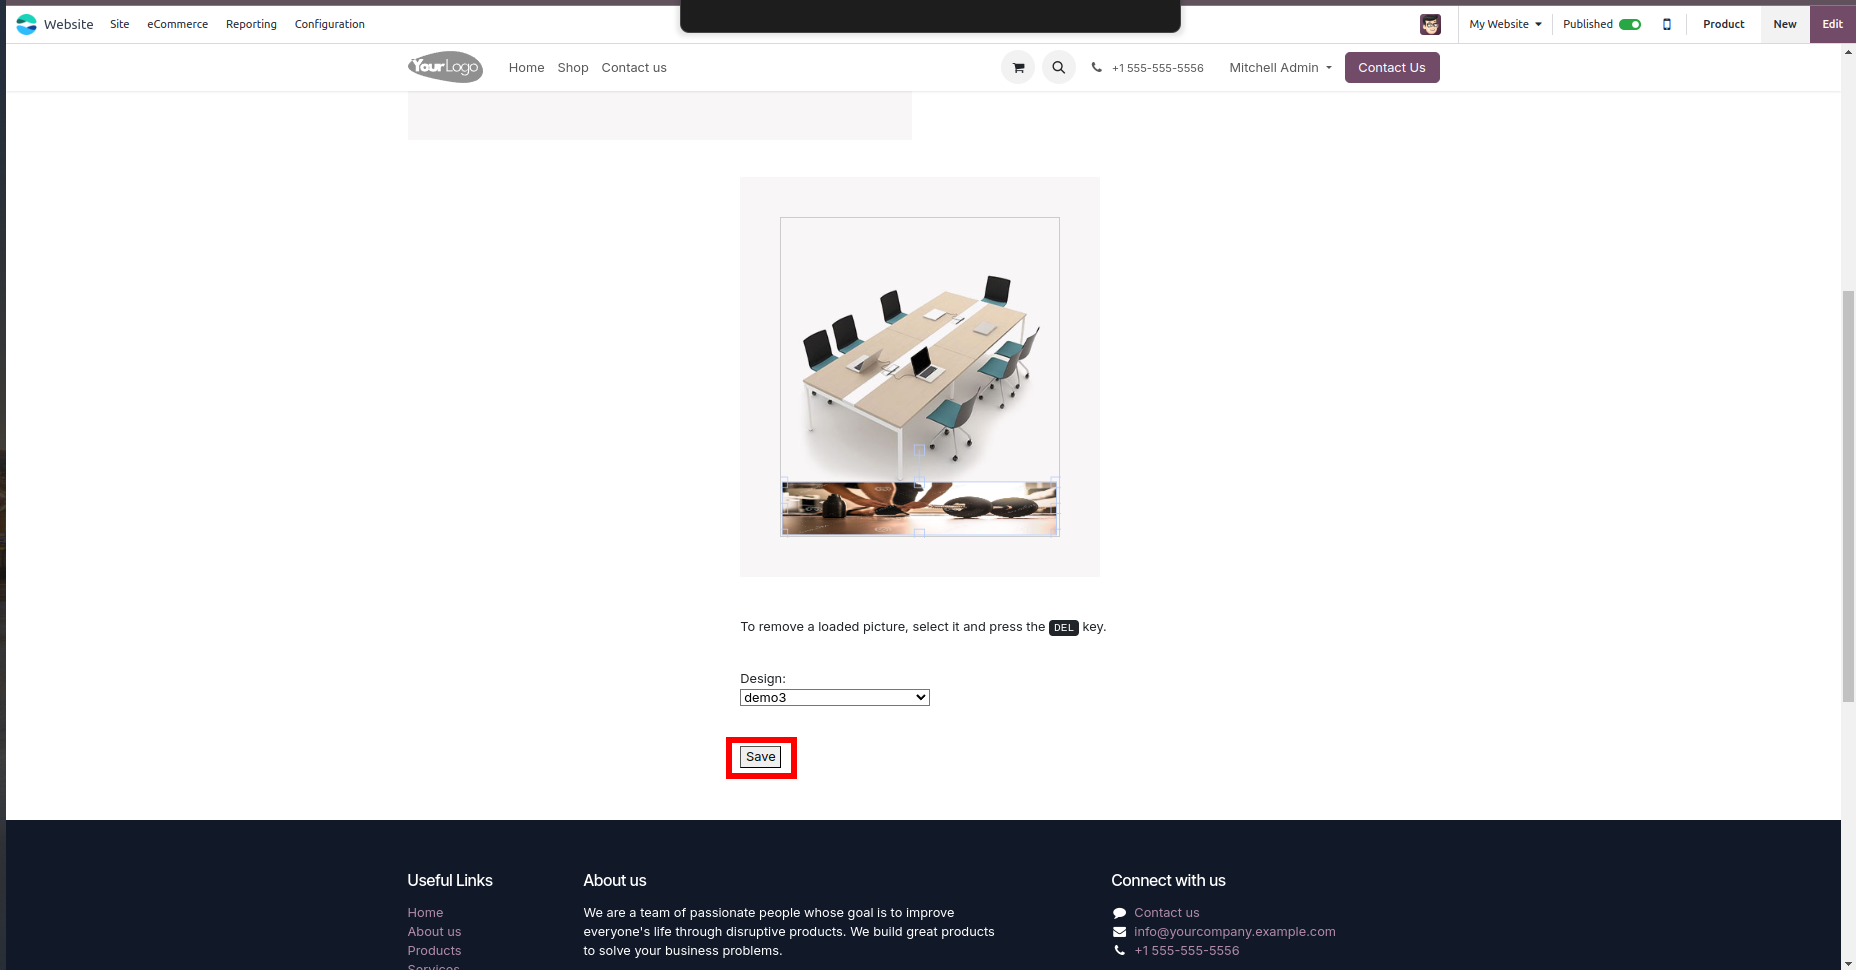 Website Site eCommerce Reporting Configuration My Website Published Product New Edit
YourLogo Home Shop Contact us +1 555-555-5556 Mitchell Admin Contact Us
To remove a loaded picture, select it and press the DEL key.
Design:
demo3
Save
Useful Links
Home
About us
Products
Services
About us
We are a team of passionate people whose goal is to improve
everyone's life through disruptive products. We build great products
to solve your business problems.
Connect with us
Contact us
info@yourcompany.example.com
+1 555-555-5556